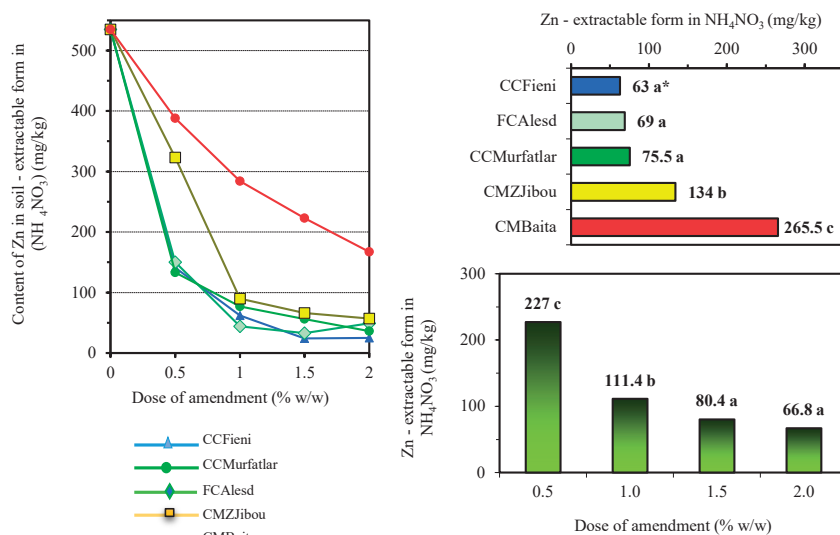 Content of Zn in soil - extractable form in
(NH 4NO3)) (mg/kg)
550
400
300
200
100
0
0
0.5
1
1.5
2
Dose of amendment (% w/w)
CCFieni
CCMurfatlar
FCAlesd
CMZJibou
CMBaita
Zn - extractable form in NH4NO3 (mg/kg)
0
100
200
300
CCFieni
63 a*
FCAlesd
69 a
CCMurfatlar
75.5 a
CMZJibou
134 b
CMBaita
265.5 c
Zn - extractable form in
NH4NO3 (mg/kg)
300
200
100
0
227 c
111.4 b
80.4 a
66.8 a
0.5
1.0
1.5
2.0
Dose of amendment (% w/w)